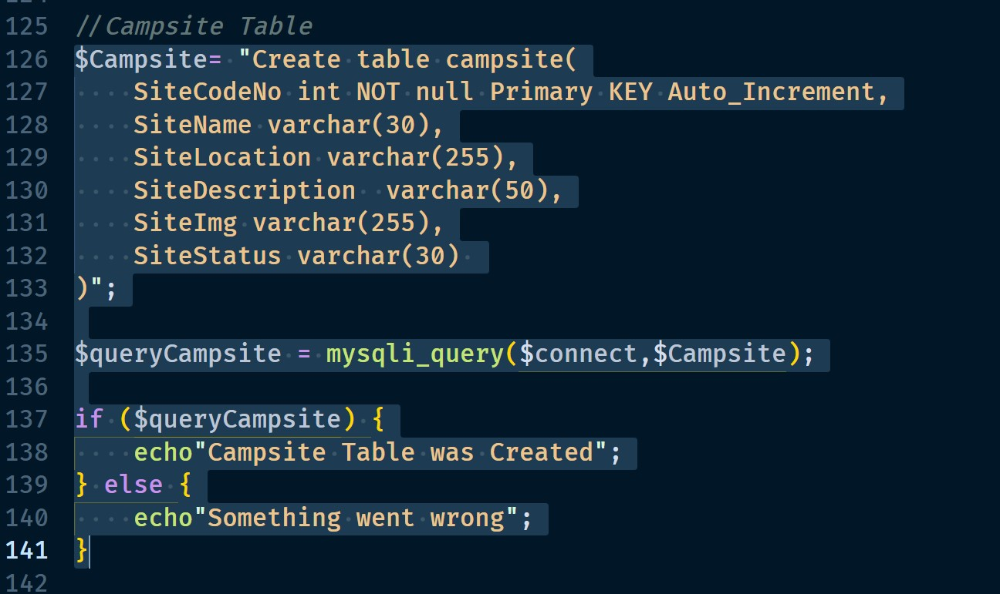 125 //Campsite Table
126 $Campsite= "Create table campsite(
127     SiteCodeNo int NOT null Primary KEY Auto_Increment,
128     SiteName varchar(30),
129     SiteLocation varchar(255),
130     SiteDescription  varchar(50),
131     SiteImg varchar(255),
132     SiteStatus varchar(30) 
133 )";
134
135 $queryCampsite = mysqli_query($connect,$Campsite);
136
137 if ($queryCampsite) {
138     echo"Campsite Table was Created";
139 } else {
140     echo"Something went wrong";
141 }
142